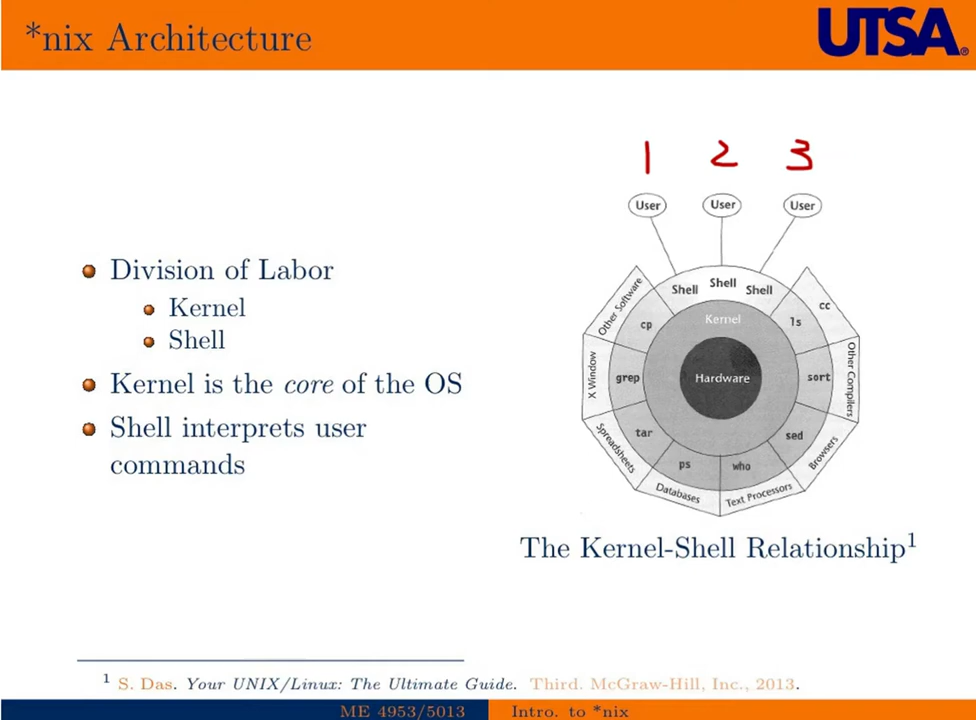 *nix Architecture
UTSA®
Division of Labor
Kernel
Shell
Kernel is the core of the OS
Shell interprets user
commands
1 2 3
User User User
Shell Shell Shell
Kernel
Hardware
Other Software
cp
ls
cc
X Window
grep
sort
Other Compilers
Spreadsheets
tar
sed
Browsers
ps
who
Databases
Text Processors
The Kernel-Shell Relationship¹
¹ S. Das. Your UNIX/Linux: The Ultimate Guide. Third. McGraw-Hill, Inc., 2013.
ME 4953/5013 Intro. to *nix